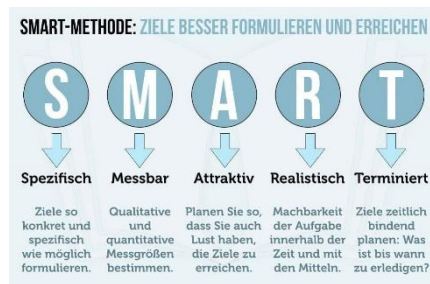 SMART-METHODE: ZIELE BESSER FORMULIEREN UND ERREICHEN
S M A R T
Spezifisch Messbar Attraktiv Realistisch Terminiert
Ziele so
konkret und
spezifisch
wie möglich
formulieren.
Qualitative
und
quantitative
Messgrößen
bestimmen.
Planen Sie so,
dass Sie auch
Lust haben,
die Ziele zu
erreichen.
Machbarkeit
der Aufgabe
innerhalb der
Zeit und mit
den Mitteln.
Ziele zeitlich
bindend
planen: Was
ist bis wann
zu erledigen?